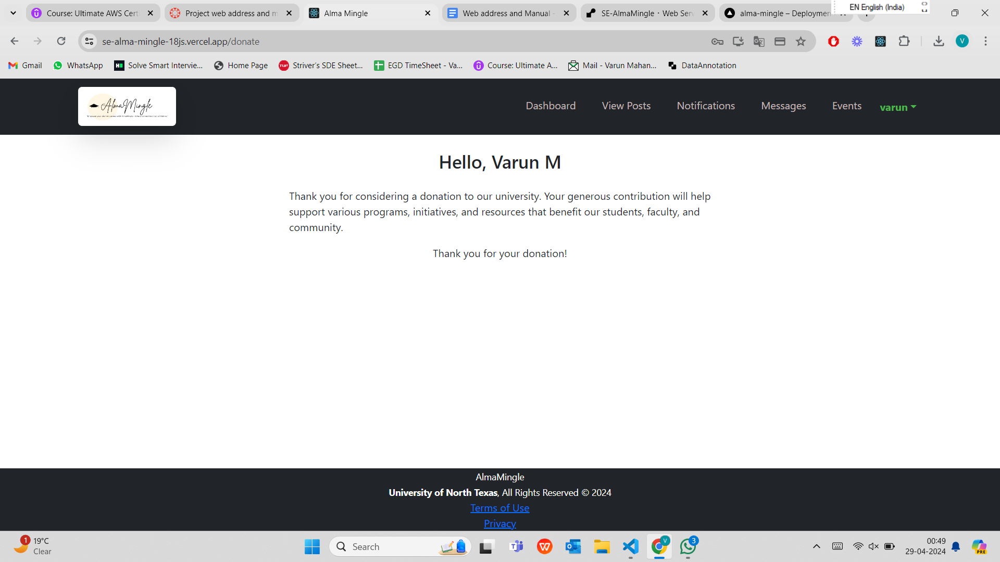 Course: Ultimate AWS Cert
Project web address and m
Alma Mingle
Web address and Manual -
SE-AlmaMingle · Web Serv
alma-mingle – Deploymen
EN English (India)
se-alma-mingle-18js.vercel.app/donate
V
Gmail
WhatsApp
Solve Smart Intervie...
Home Page
Striver's SDE Sheet...
EGD TimeSheet - Va...
Course: Ultimate A...
Mail - Varun Mahan...
DataAnnotation
AlmaMingle
Dashboard
View Posts
Notifications
Messages
Events
varun
Hello, Varun M
Thank you for considering a donation to our university. Your generous contribution will help
support various programs, initiatives, and resources that benefit our students, faculty, and
community.
Thank you for your donation!
AlmaMingle
University of North Texas, All Rights Reserved © 2024
Terms of Use
Privacy
1
19°C
Clear
Search
V
3
00:49
29-04-2024
PRE